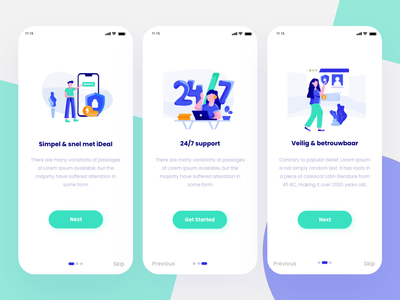 11:15
Simpel & snel met iDeal
There are many variations of passages
of Lorem Ipsum available, but the
majority have suffered alteration in
some form
Next
Skip
11:15
24/7
24/7 support
There are many variations of passages
of Lorem Ipsum available, but the
majority have suffered alteration in
some form
Get Started
Previous
11:15
Veilig & betrouwbaar
Contrary to popular belief, Lorem Ipsum
is not simply random text. It has roots in
a piece of classical Latin literature from
45 BC, making it over 2000 years old.
Next
Previous
Skip